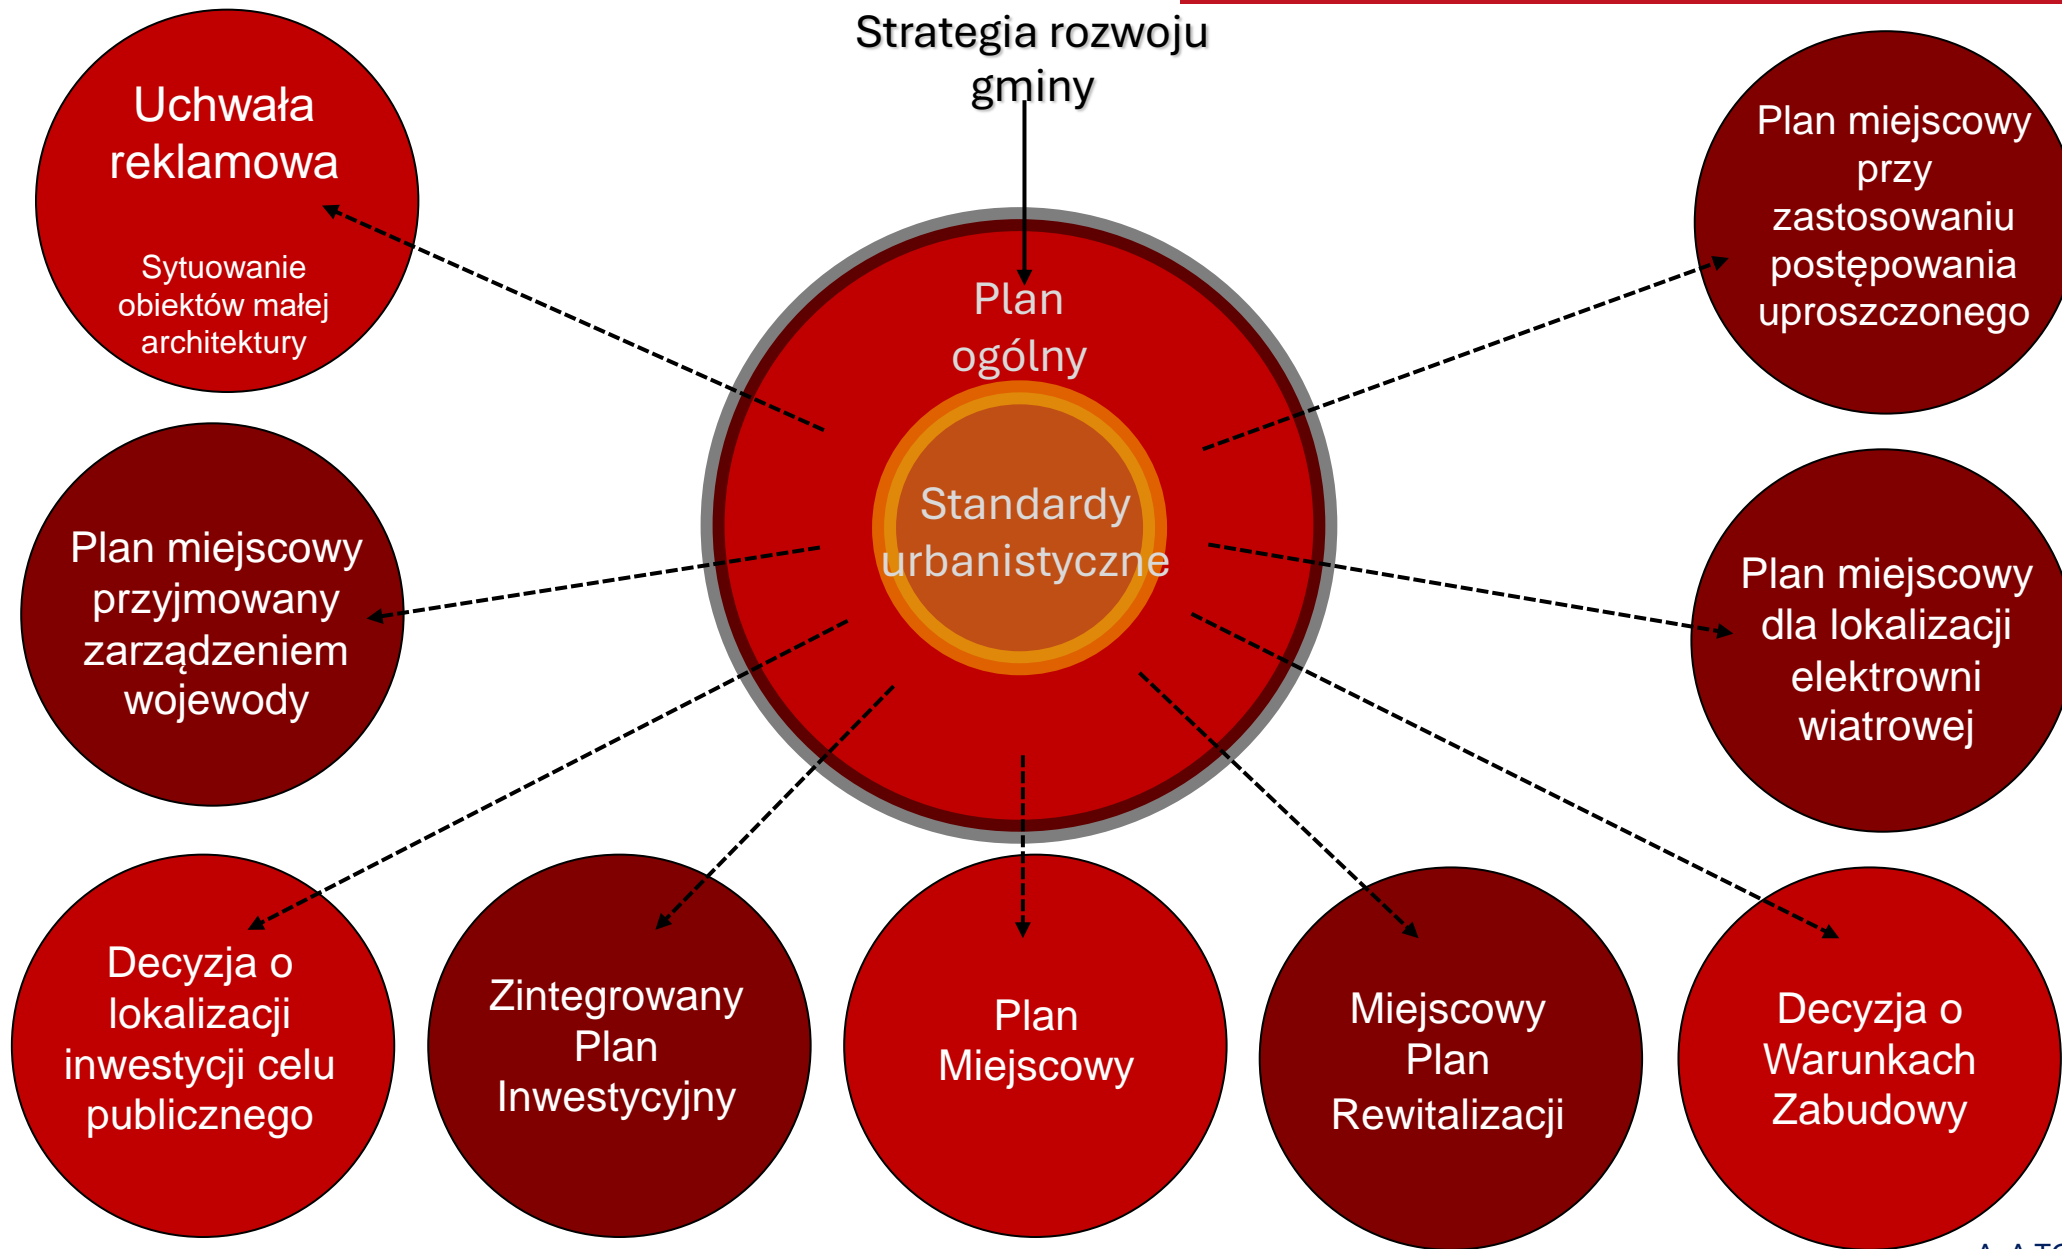 Strategia rozwoju
gminy
Uchwała
reklamowa
Sytuowanie
obiektów małej
architektury
Plan miejscowy
przy
zastosowaniu
postępowania
uproszczonego
Plan
ogólny
Standardy
urbanistyczne
Plan miejscowy
przyjmowany
zarządzeniem
wojewody
Plan miejscowy
dla lokalizacji
elektrowni
wiatrowej
Decyzja o
lokalizacji
inwestycji celu
publicznego
Zintegrowany
Plan
Inwestycyjny
Plan
Miejscowy
Miejscowy
Plan
Rewitalizacji
Decyzja o
Warunkach
Zabudowy